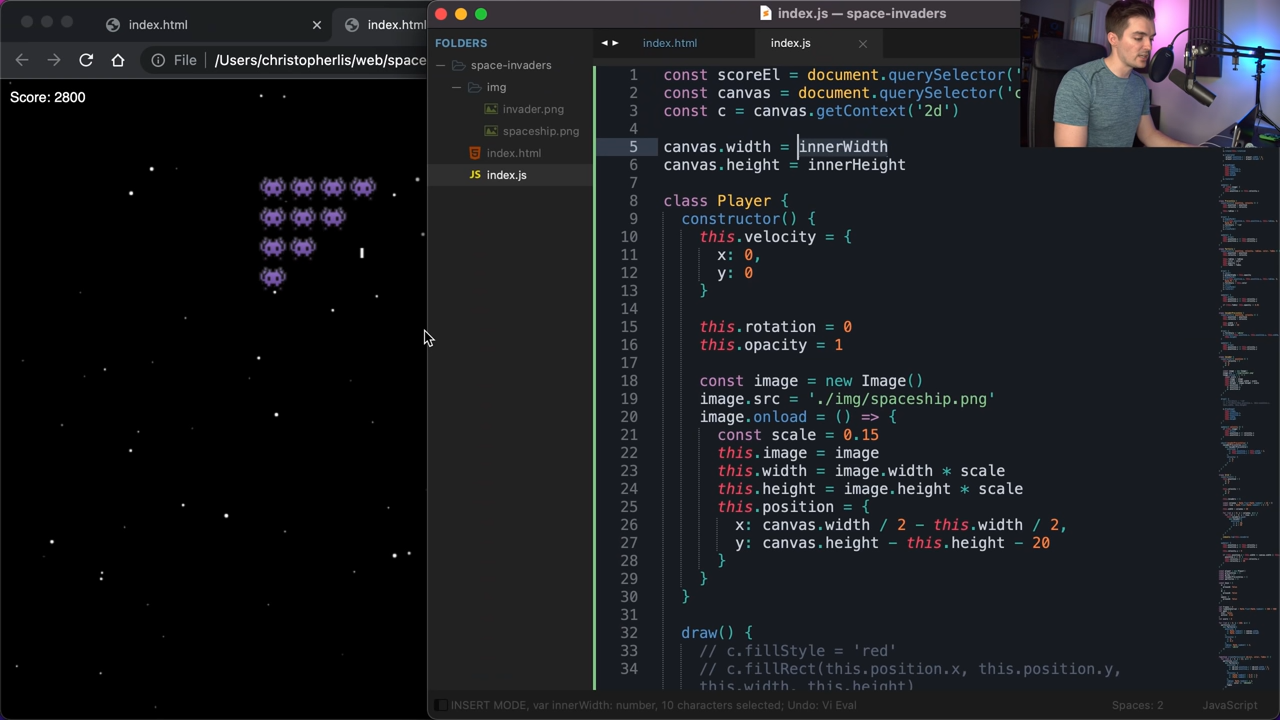 index.html
index.html
File
/Users/christopherlis/web/space
Score: 2800
index.js — space-invaders
FOLDERS
space-invaders
img
invader.png
spaceship.png
index.html
JS index.js
index.html
index.js
1 const scoreEl = document.querySelector('
2 const canvas = document.querySelector('c
3 const c = canvas.getContext('2d')
4
5 canvas.width = innerWidth
6 canvas.height = innerHeight
7
8 class Player {
9 constructor() {
10 this.velocity = {
11 x: 0,
12 y: 0
13 }
14
15 this.rotation = 0
16 this.opacity = 1
17
18 const image = new Image()
19 image.src = './img/spaceship.png'
20 image.onload = () => {
21 const scale = 0.15
22 this.image = image
23 this.width = image.width * scale
24 this.height = image.height * scale
25 this.position = {
26 x: canvas.width / 2 - this.width / 2,
27 y: canvas.height - this.height - 20
28 }
29 }
30 }
31
32 draw() {
33 // c.fillStyle = 'red'
34 // c.fillRect(this.position.x, this.position.y,
this.width, this.height)
INSERT MODE, var innerWidth: number, 10 characters selected; Undo: Vi Eval
Spaces: 2
JavaScript